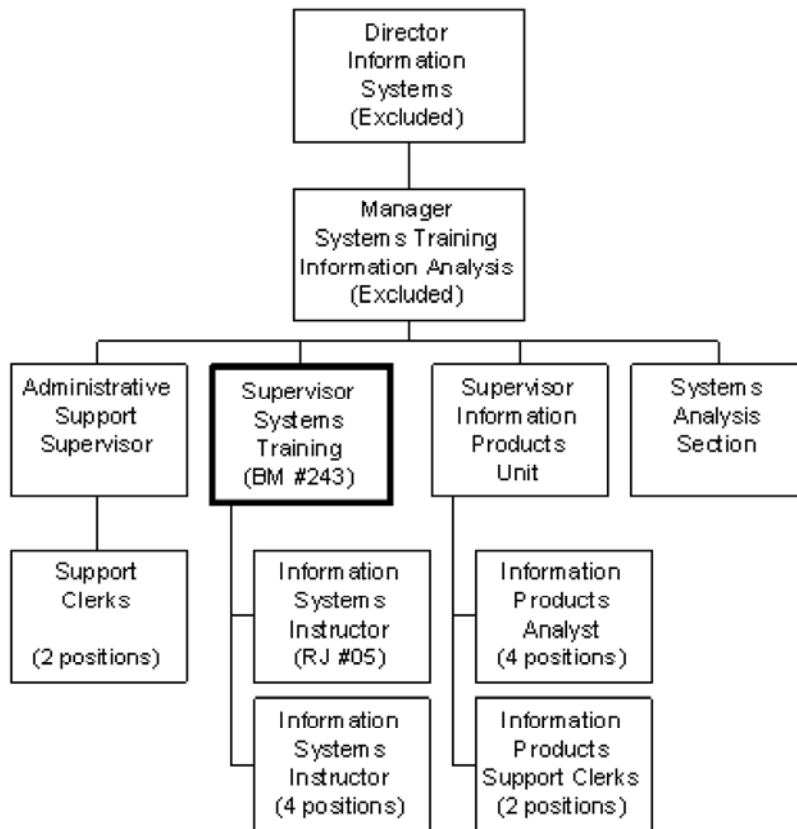 Director
Information
Systems
(Excluded)
Manager
Systems Training
Information Analysis
(Excluded)
Administrative
Support
Supervisor
Supervisor
Systems
Training
(BM #243)
Supervisor
Information
Products
Unit
Systems
Analysis
Section
Support
Clerks
(2 positions)
Information
Systems
Instructor
(RJ #05)
Information
Products
Analyst
(4 positions)
Information
Systems
Instructor
(4 positions)
Information
Products
Support Clerks
(2 positions)